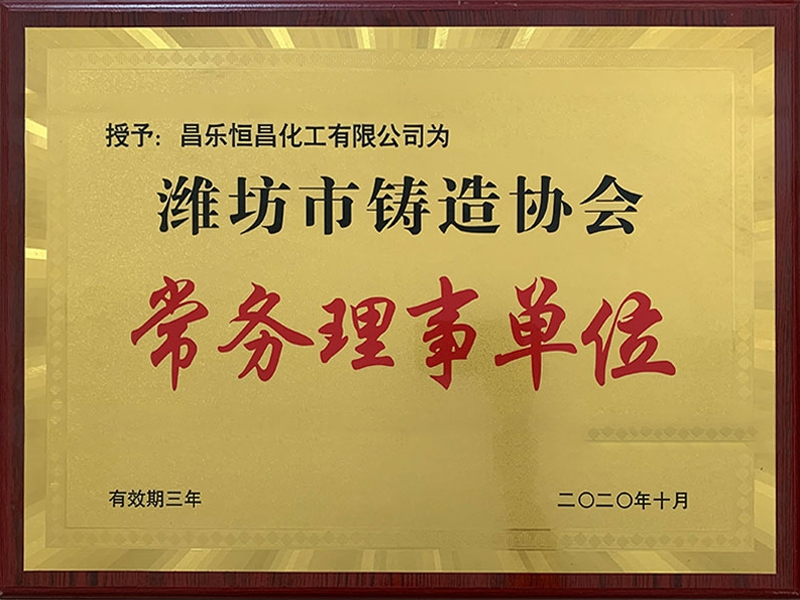 授予：昌乐恒昌化工有限公司为
潍坊市铸造协会
常务理事单位
有效期三年
二〇二〇年十月